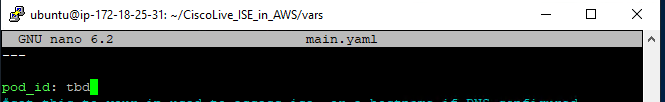 ubuntu@ip-172-18-25-31: ~/CiscoLive_ISE_in_AWS/vars
GNU nano 6.2 main.yaml
---
pod_id: tbd